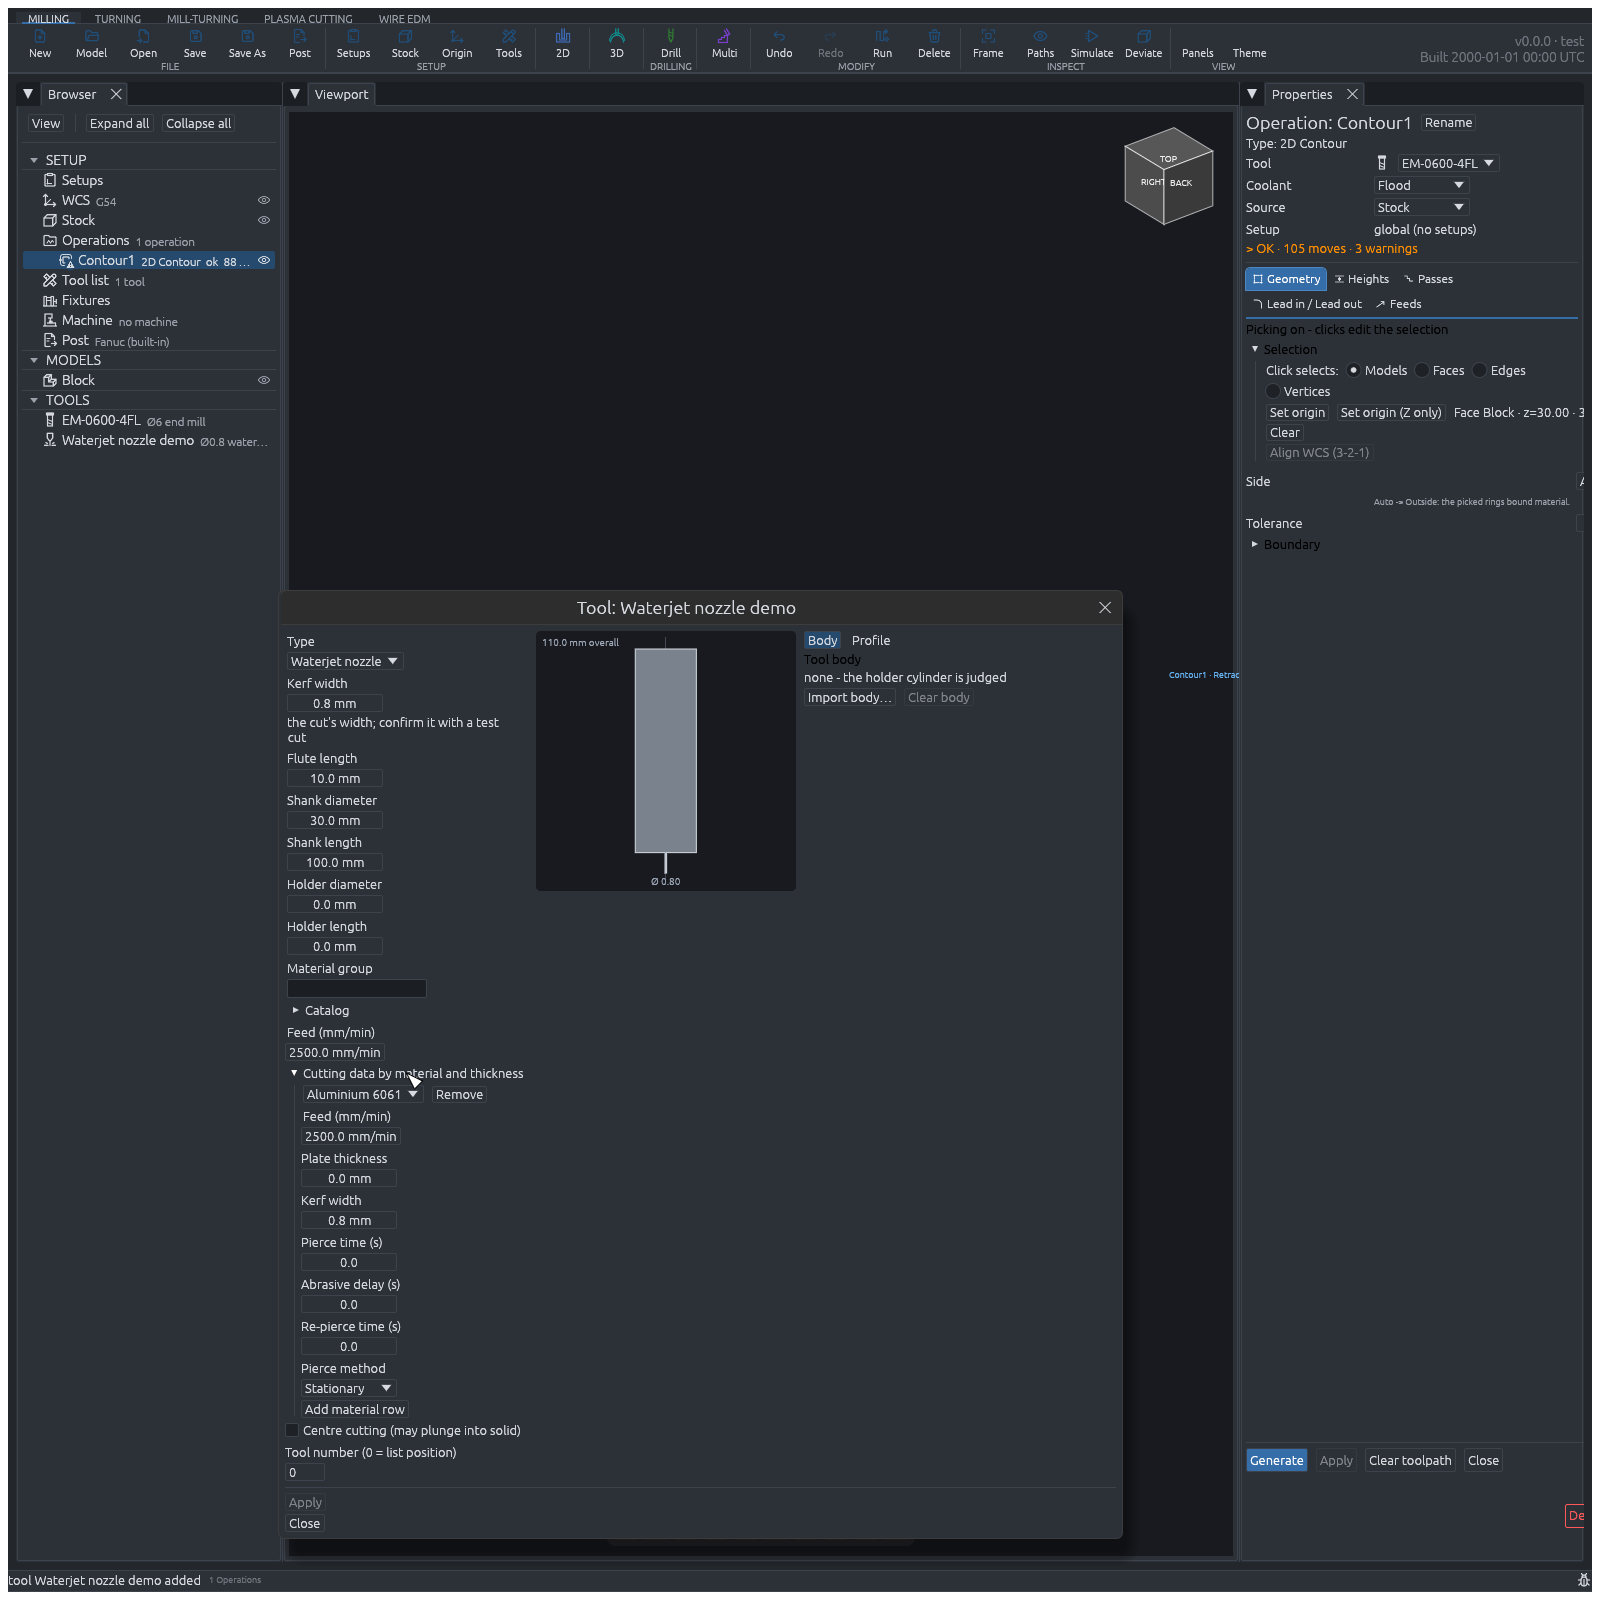 MILLING TURNING MILL-TURNING PLASMA CUTTING WIRE EDM
New Model Open Save Save As Post Setups Stock Origin Tools 2D 3D Drill Multi Undo Redo Run Delete Frame Paths Simulate Deviate Panels Theme
FILE SETUP DRILLING MODIFY INSPECT VIEW
v0.0.0 · test
Built 2000-01-01 00:00 UTC
Browser
View Expand all Collapse all
SETUP
Setups
WCS G54
Stock
Operations 1 operation
Contour1 2D Contour ok 88 ...
Tool list 1 tool
Fixtures
Machine no machine
Post Fanuc (built-in)
MODELS
Block
TOOLS
EM-0600-4FL Ø6 end mill
Waterjet nozzle demo Ø0.8 water...
Viewport
TOP
RIGHT BACK
Contour1 · Retrac
Tool: Waterjet nozzle demo
Type
Waterjet nozzle
Kerf width
0.8 mm
the cut's width; confirm it with a test
cut
Flute length
10.0 mm
Shank diameter
30.0 mm
Shank length
100.0 mm
Holder diameter
0.0 mm
Holder length
0.0 mm
Material group
Catalog
Feed (mm/min)
2500.0 mm/min
Cutting data by material and thickness
Aluminium 6061 Remove
Feed (mm/min)
2500.0 mm/min
Plate thickness
0.0 mm
Kerf width
0.8 mm
Pierce time (s)
0.0
Abrasive delay (s)
0.0
Re-pierce time (s)
0.0
Pierce method
Stationary
Add material row
Centre cutting (may plunge into solid)
Tool number (0 = list position)
0
Apply
Close
110.0 mm overall
Ø 0.80
Body Profile
Tool body
none - the holder cylinder is judged
Import body... Clear body
Properties
Operation: Contour1 Rename
Type: 2D Contour
Tool EM-0600-4FL
Coolant Flood
Source Stock
Setup global (no setups)
> OK · 105 moves · 3 warnings
Geometry Heights Passes
Lead in / Lead out Feeds
Picking on - clicks edit the selection
Selection
Click selects: Models Faces Edges
Vertices
Set origin Set origin (Z only) Face Block · z=30.00 · 3
Clear
Align WCS (3-2-1)
Side
Auto -> Outside: the picked rings bound material.
Tolerance
Boundary
Generate Apply Clear toolpath Close
De
tool Waterjet nozzle demo added 1 Operations